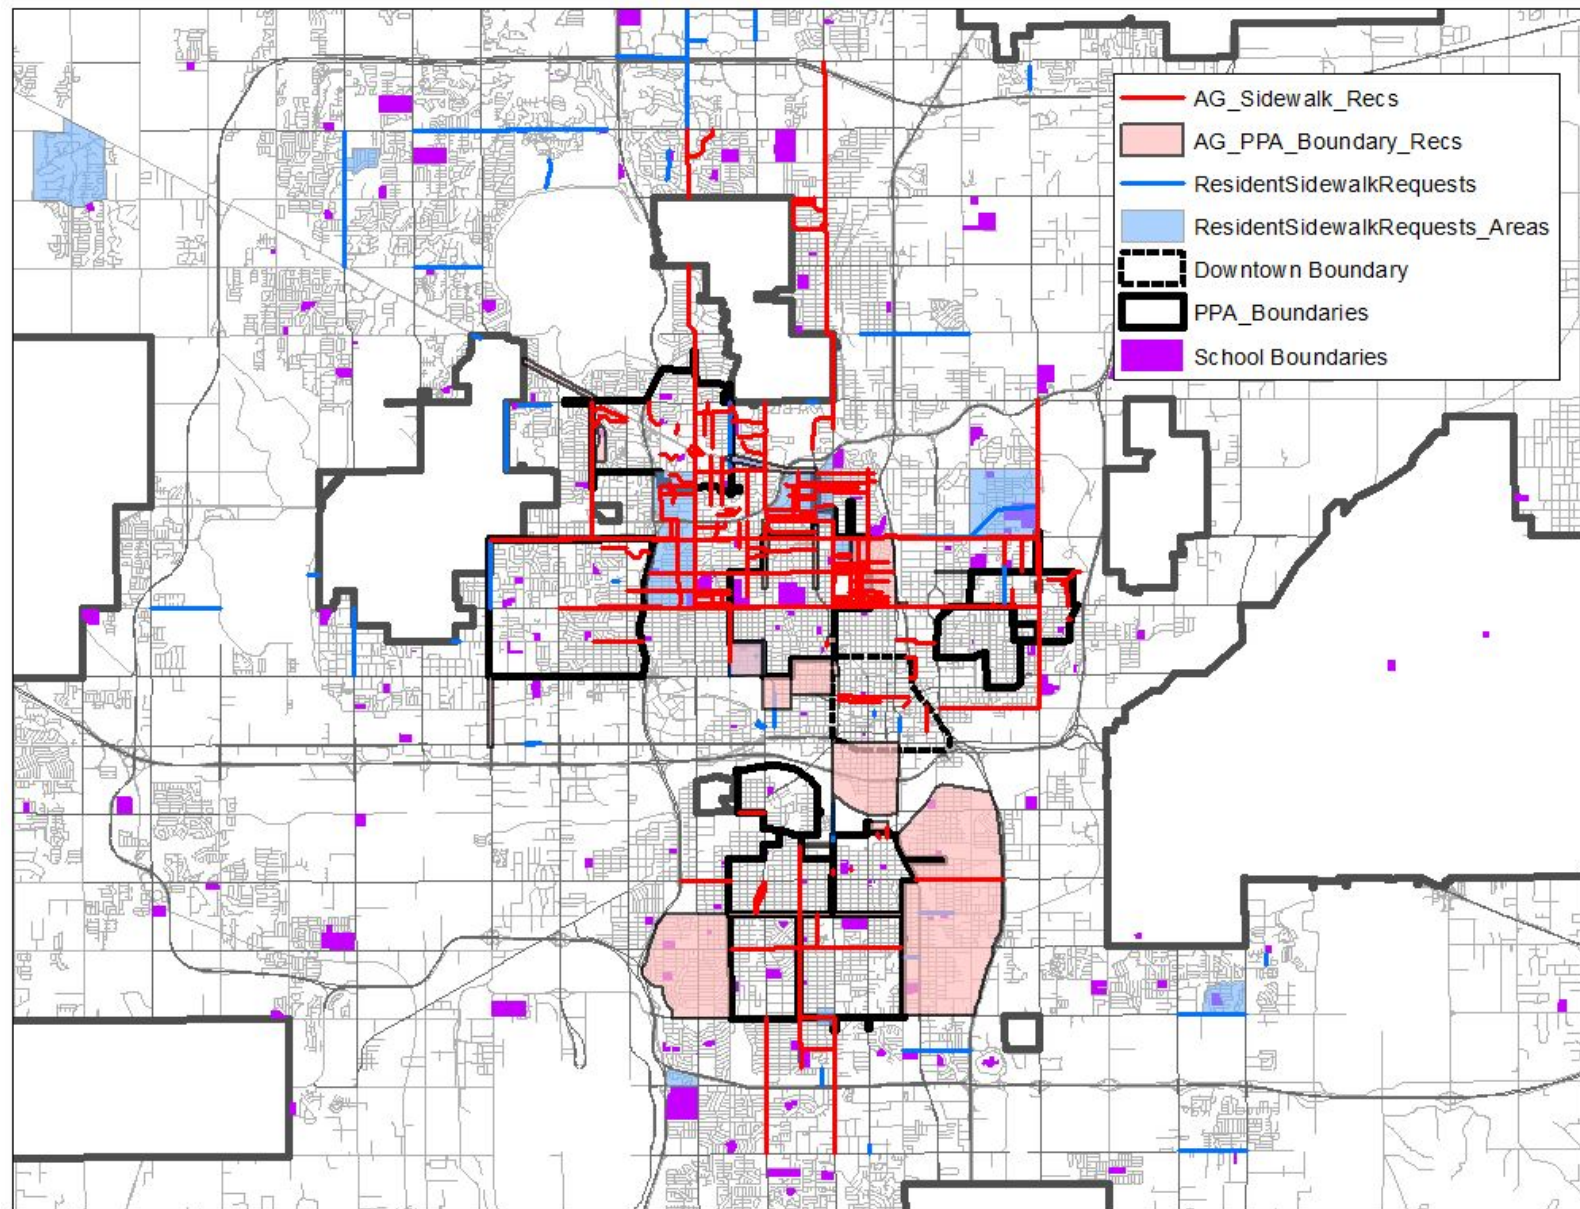 AG_Sidewalk_Recs
AG_PPA_Boundary_Recs
ResidentSidewalkRequests
ResidentSidewalkRequests_Areas
Downtown Boundary
PPA_Boundaries
School Boundaries